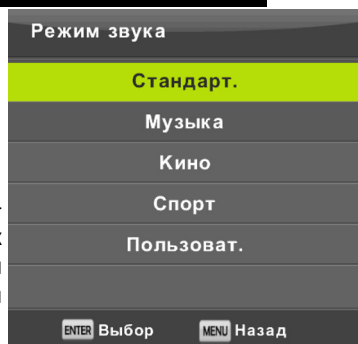 Режим звука
Стандарт.
Музыка
Кино
Спорт
Пользоват.
ENTER Выбор MENU Назад